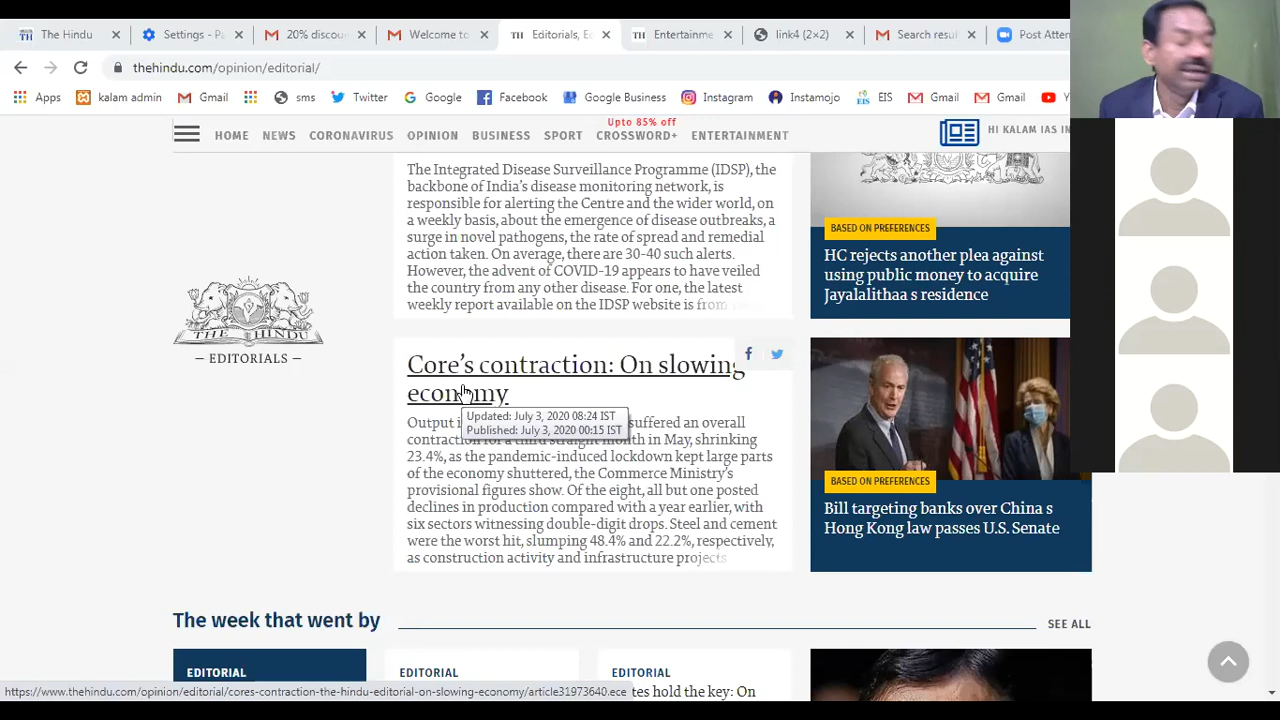 The Hindu
Settings - P
20% discou
Welcome to
Editorials, E
Entertainme
link4 (2×2)
Search resu
Post Atten
thehindu.com/opinion/editorial/
Apps
kalam admin
Gmail
sms
Twitter
Google
Facebook
Google Business
Instagram
Instamojo
EIS
Gmail
Gmail
Y
Upto 85% off
HOME
NEWS
CORONAVIRUS
OPINION
BUSINESS
SPORT
CROSSWORD+
ENTERTAINMENT
HI KALAM IAS IN
The Integrated Disease Surveillance Programme (IDSP), the
backbone of India's disease monitoring network, is
responsible for alerting the Centre and the wider world, on
a weekly basis, about the emergence of disease outbreaks, a
surge in novel pathogens, the rate of spread and remedial
action taken. On average, there are 30-40 such alerts.
However, the advent of COVID-19 appears to have veiled
the country from any other disease. For one, the latest
weekly report available on the IDSP website is from
BASED ON PREFERENCES
HC rejects another plea against
using public money to acquire
Jayalalithaa s residence
THE HINDU
EDITORIALS
Core's contraction: On slowing
economy
Updated: July 3, 2020 08:24 IST
Published: July 3, 2020 00:15 IST
Output suffered an overall
contraction for a third straight month in May, shrinking
23.4%, as the pandemic-induced lockdown kept large parts
of the economy shuttered, the Commerce Ministry's
provisional figures show. Of the eight, all but one posted
declines in production compared with a year earlier, with
six sectors witnessing double-digit drops. Steel and cement
were the worst hit, slumping 48.4% and 22.2%, respectively,
as construction activity and infrastructure projects
BASED ON PREFERENCES
Bill targeting banks over China s
Hong Kong law passes U.S. Senate
The week that went by
SEE ALL
EDITORIAL
EDITORIAL
EDITORIAL
tes hold the key: On
https://www.thehindu.com/opinion/editorial/cores-contraction-the-hindu-editorial-on-slowing-economy/article31973640.ece